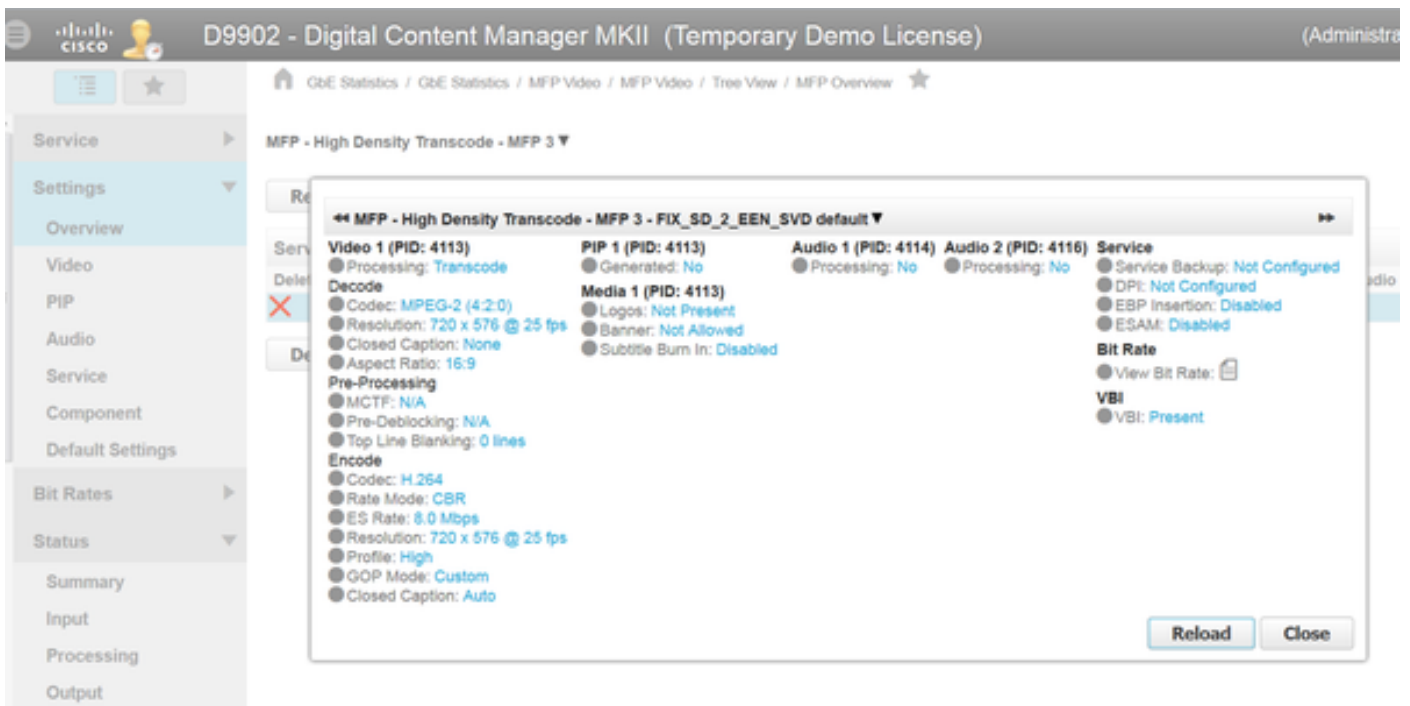 CISCO
D9902 - Digital Content Manager MKII (Temporary Demo License)
(Administra
GbE Statistics / GbE Statistics / MFP Video / MFP Video / Tree View / MFP Overview
Service
Settings
Overview
Video
PIP
Audio
Service
Component
Default Settings
Bit Rates
Status
Summary
Input
Processing
Output
MFP - High Density Transcode - MFP 3
Re
Serv
Delet
De
udio
MFP - High Density Transcode - MFP 3 - FIX_SD_2_EEN_SVD default
Video 1 (PID: 4113)
Processing: Transcode
Decode
Codec: MPEG-2 (4:2:0)
Resolution: 720 x 576 @ 25 fps
Closed Caption: None
Aspect Ratio: 16:9
Pre-Processing
MCTF: N/A
Pre-Deblocking: N/A
Top Line Blanking: 0 lines
Encode
Codec: H.264
Rate Mode: CBR
ES Rate: 8.0 Mbps
Resolution: 720 x 576 @ 25 fps
Profile: High
GOP Mode: Custom
Closed Caption: Auto
PIP 1 (PID: 4113)
Generated: No
Media 1 (PID: 4113)
Logos: Not Present
Banner: Not Allowed
Subtitle Burn In: Disabled
Audio 1 (PID: 4114)
Processing: No
Audio 2 (PID: 4116)
Processing: No
Service
Service Backup: Not Configured
DPI: Not Configured
EBP Insertion: Disabled
ESAM: Disabled
Bit Rate
View Bit Rate:
VBI
VBI: Present
Reload
Close